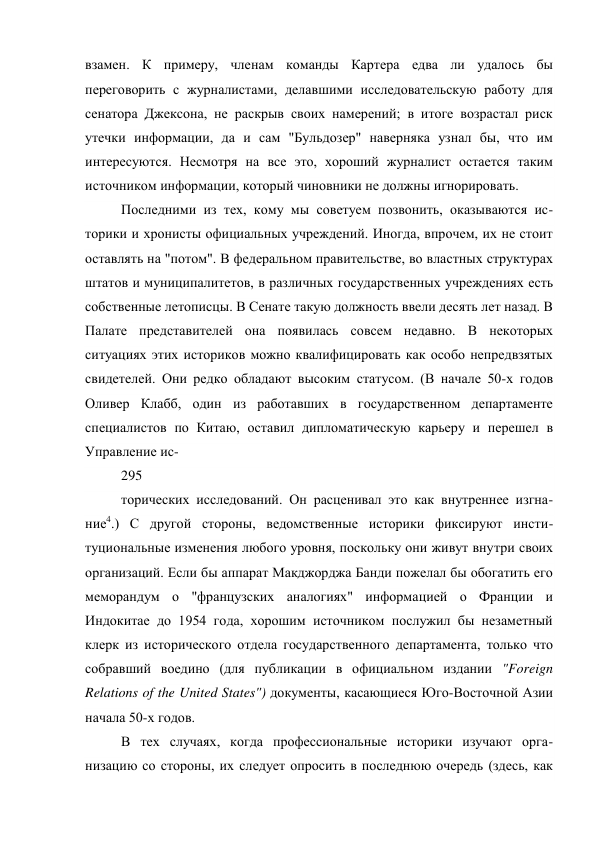 взамен. К примеру, членам команды Картера едва ли удалось бы
переговорить с журналистами, делавшими исследовательскую работу для
сенатора Джексона, не раскрыв своих намерений; в итоге возрастал риск
утечки информации, да и сам "Бульдозер" наверняка узнал бы, что им
интересуются. Несмотря на все это, хороший журналист остается таким
источником информации, который чиновники не должны игнорировать.
Последними из тех, кому мы советуем позвонить, оказываются ис-
торики и хронисты официальных учреждений. Иногда, впрочем, их не стоит
оставлять на "потом". В федеральном правительстве, во властных структурах
штатов и муниципалитетов, в различных государственных учреждениях есть
собственные летописцы. В Сенате такую должность ввели десять лет назад. В
Палате представителей она появилась совсем недавно. В некоторых
ситуациях этих историков можно квалифицировать как особо непредвзятых
свидетелей. Они редко обладают высоким статусом. (В начале 50-х годов
Оливер Клабб, один из работавших в государственном департаменте
специалистов по Китаю, оставил дипломатическую карьеру и перешел в
Управление ис-
295
торических исследований. Он расценивал это как внутреннее изгна-
ние4.) С другой стороны, ведомственные историки фиксируют инсти-
туциональные изменения любого уровня, поскольку они живут внутри своих
организаций. Если бы аппарат Макджорджа Банди пожелал бы обогатить его
меморандум о "французских аналогиях" информацией о Франции и
Индокитае до 1954 года, хорошим источником послужил бы незаметный
клерк из исторического отдела государственного департамента, только что
собравший воедино (для публикации в официальном издании "Foreign
Relations of the United States") документы, касающиеся Юго-Восточной Азии
начала 50-х годов.
В тех случаях, когда профессиональные историки изучают орга-
низацию со стороны, их следует опросить в последнюю очередь (здесь, как